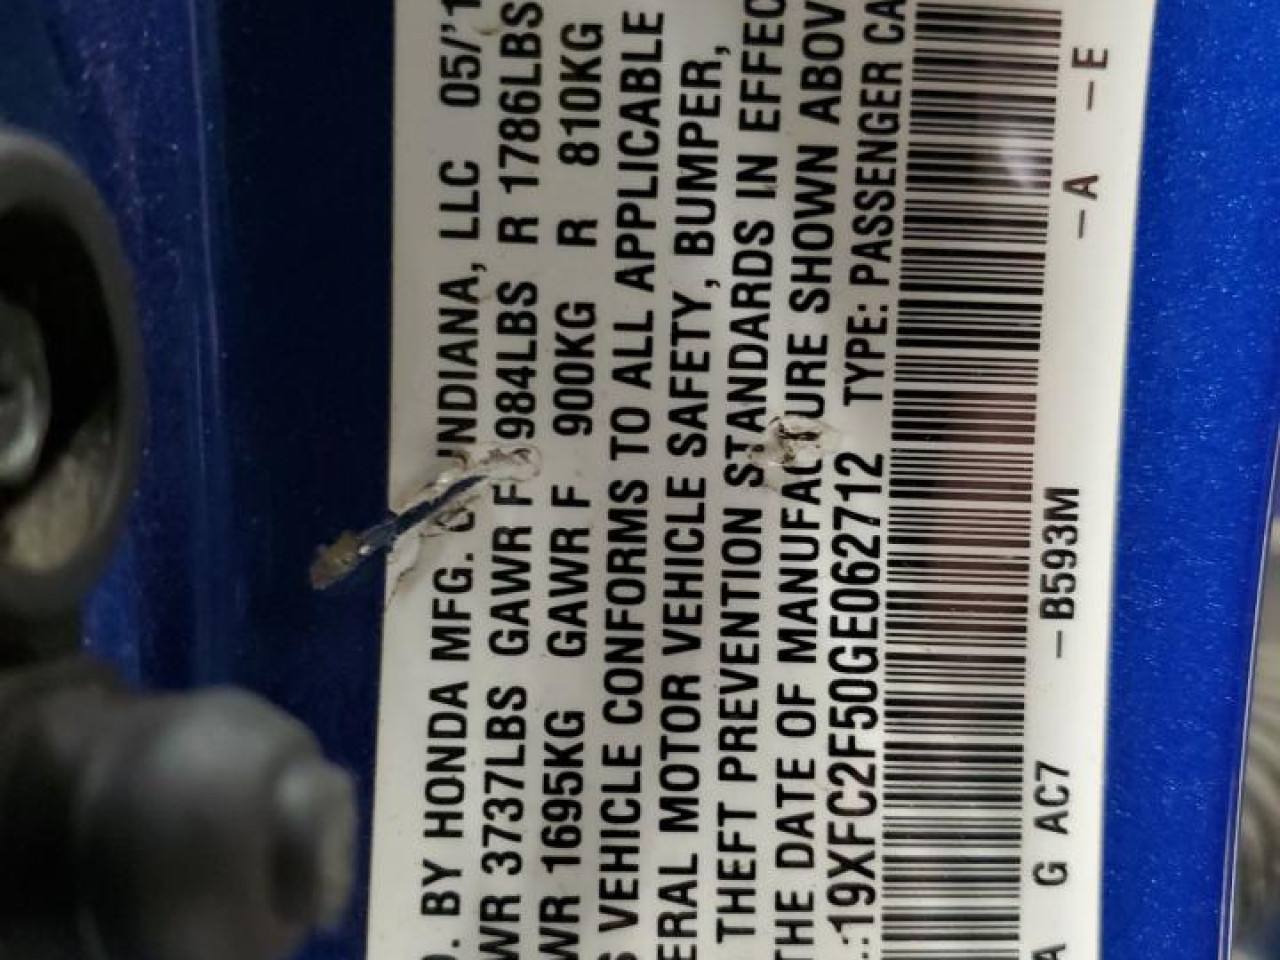 D. BY HONDA MFG. INDIANA, LLC 05/'1
WR 3737LBS GAWR F 984LBS R 1786LBS
WR 1695KG GAWR F 900KG R 810KG
S VEHICLE CONFORMS TO ALL APPLICABLE
ERAL MOTOR VEHICLE SAFETY, BUMPER,
THEFT PREVENTION STANDARDS IN EFFEC
THE DATE OF MANUFAC URE SHOWN ABOV
.:19XFC2F50GE062712 TYPE: PASSENGER CA
A G AC7 -B593M -A -E